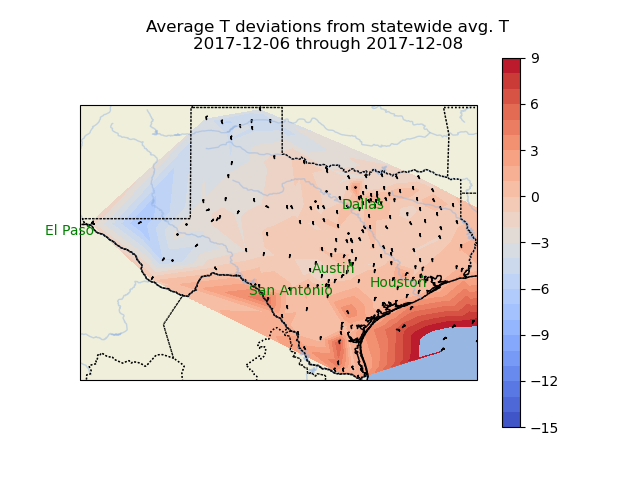 Average T deviations from statewide avg. T
2017-12-06 through 2017-12-08
9
6
3
0
−3
−6
−9
−12
−15
Dallas
El Paso
Austin
Houston
San Antonio